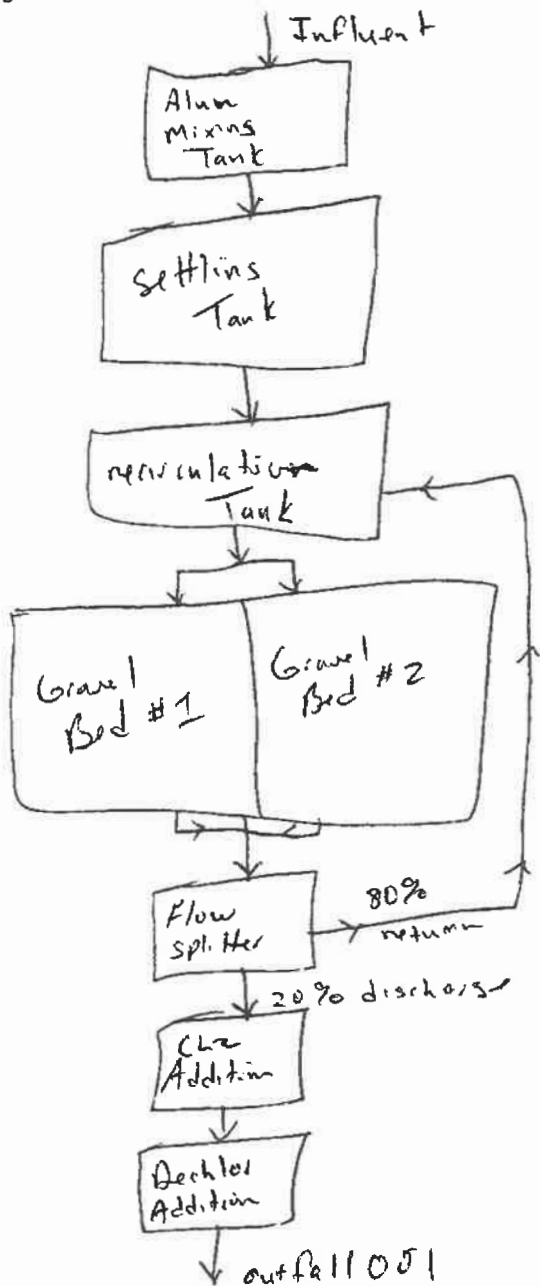 Influent
Alum
Mixing
Tank
Settling
Tank
recirculation
Tank
Gravel
Bed #1
Gravel
Bed #2
Flow
splitter
80%
return
20% discharge
CL2
Addition
Dechlor
Addition
outfall 001